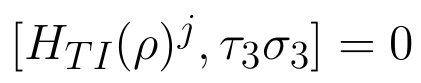 $[H_{TI}(\rho)^j, \tau_3\sigma_3] = 0$